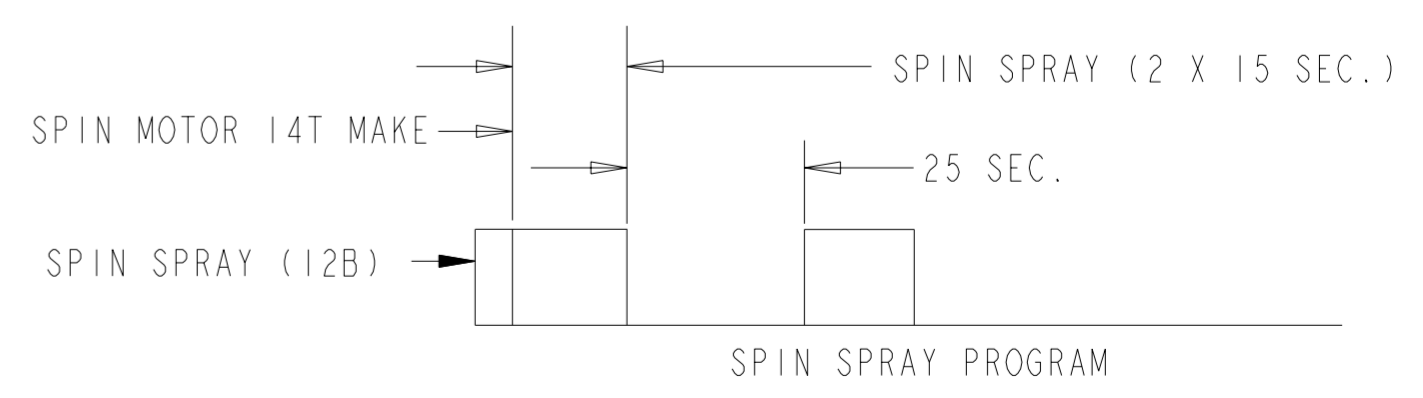 SPIN SPRAY (2 X 15 SEC.)
SPIN MOTOR 14T MAKE
25 SEC.
SPIN SPRAY (12B)
SPIN SPRAY PROGRAM